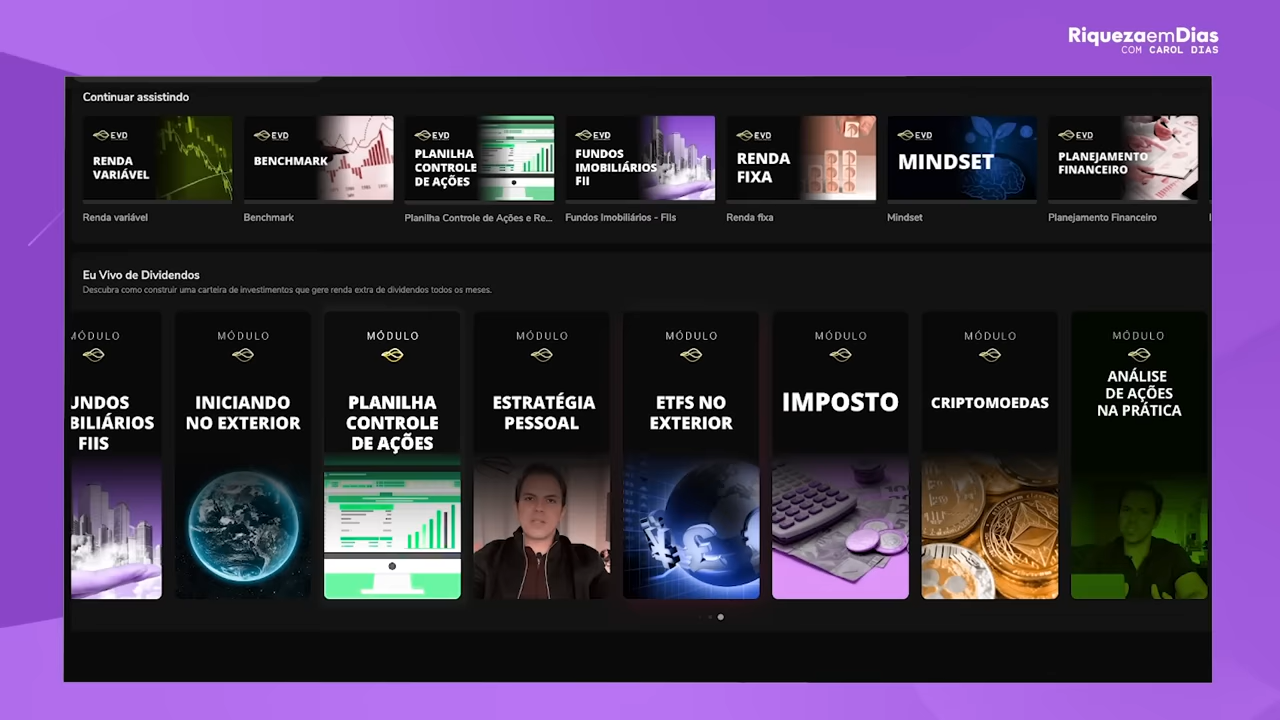 RiquezaemDias
COM CAROL DIAS
Continuar assistindo
EVD
RENDA
VARIÁVEL
EVD
BENCHMARK
EVD
PLANILHA
CONTROLE
DE AÇÕES
EVD
FUNDOS
IMOBILIÁRIOS
FII
EVD
RENDA
FIXA
EVD
MINDSET
EVD
PLANEJAMENTO
FINANCEIRO
Renda variável
Benchmark
Planilha Controle de Ações e Re...
Fundos Imobiliários - FIIs
Renda fixa
Mindset
Planejamento Financeiro
Eu Vivo de Dividendos
Descubra como construir uma carteira de investimentos que gere renda extra de dividendos todos os meses.
MÓDULO
UNDOS
BILIÁRIOS
FIIS
MÓDULO
INICIANDO
NO EXTERIOR
MÓDULO
PLANILHA
CONTROLE
DE AÇÕES
MÓDULO
ESTRATÉGIA
PESSOAL
MÓDULO
ETFS NO
EXTERIOR
MÓDULO
IMPOSTO
MÓDULO
CRIPTOMOEDAS
MÓDULO
ANÁLISE
DE AÇÕES
NA PRÁTICA